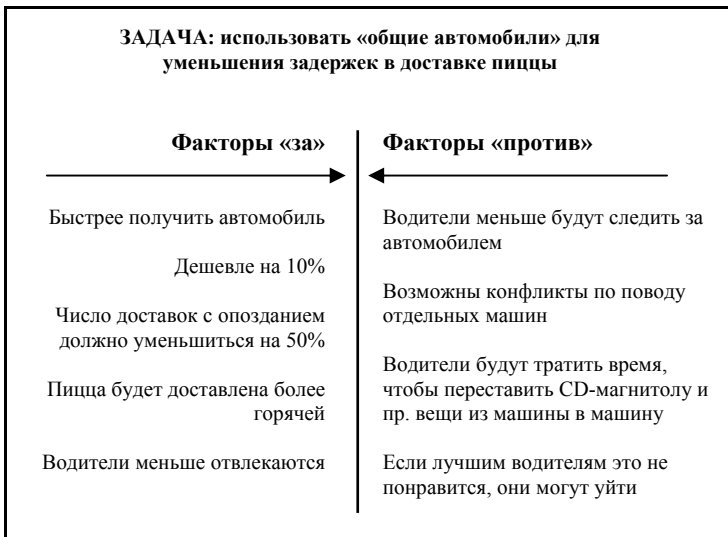 ЗАДАЧА: использовать «общие автомобили» для
уменьшения задержек в доставке пиццы
Факторы «за»
Быстрее получить автомобиль
Дешевле на 10%
Число доставок с опозданием
должно уменьшиться на 50%
Пицца будет доставлена более
горячей
Водители меньше отвлекаются
Факторы «против»
Водители меньше будут следить за
автомобилем
Возможны конфликты по поводу
отдельных машин
Водители будут тратить время,
чтобы переставить CD-магнитолу и
пр. вещи из машины в машину
Если лучшим водителям это не
понравится, они могут уйти